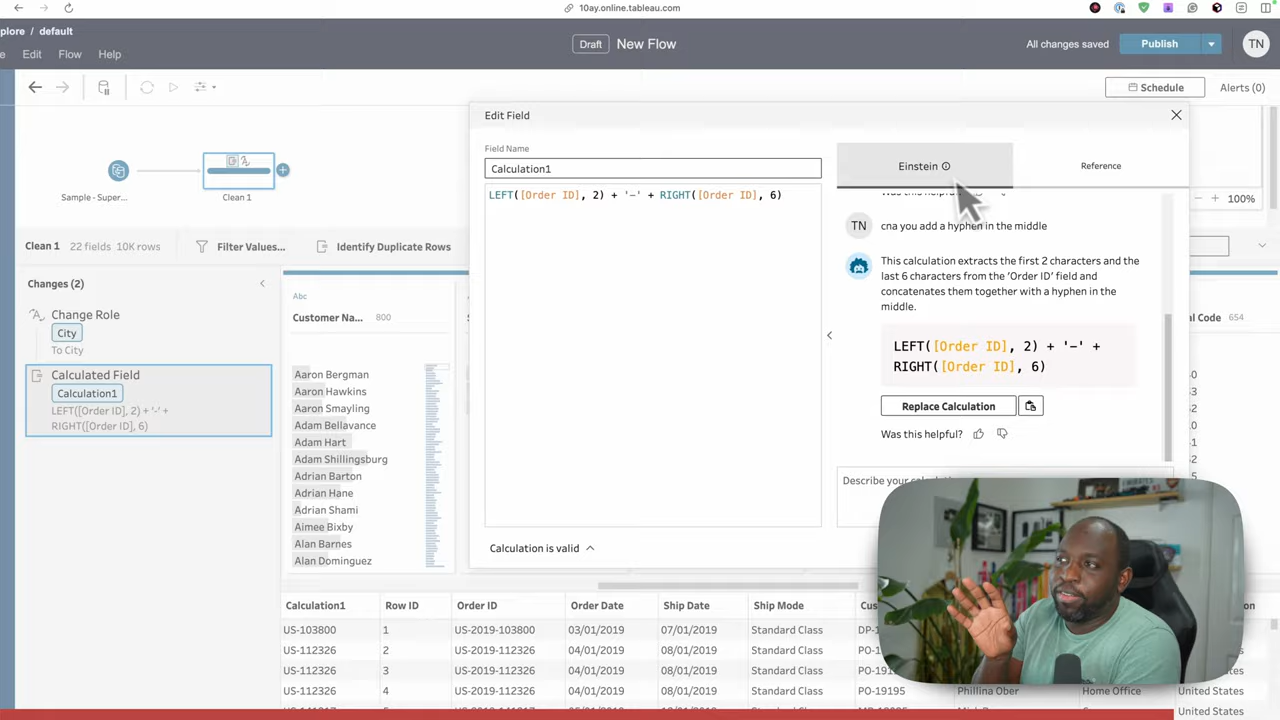 10ay.online.tableau.com
plore / default
Draft
New Flow
All changes saved
Publish
TN
e
Edit
Flow
Help
Schedule
Alerts (0)
Edit Field
Field Name
Calculation1
LEFT([Order ID], 2) + '-' + RIGHT([Order ID], 6)
Calculation is valid
Einstein
Reference
Was this helpful
TN
cna you add a hyphen in the middle
This calculation extracts the first 2 characters and the
last 6 characters from the 'Order ID' field and
concatenates them together with a hyphen in the
middle.
LEFT([Order ID], 2) + '-' +
RIGHT([Order ID], 6)
Replace Calculation
Was this helpful?
Sample - Super...
Clean 1
100%
Clean 1
22 fields
10K rows
Filter Values...
Identify Duplicate Rows
Changes (2)
Change Role
City
To City
Calculated Field
Calculation1
LEFT([Order ID], 2) + '-' +
RIGHT([Order ID], 6)
Abc
Customer Na...
800
al Code
654
Aaron Bergman
Aaron Hawkins
Aaron Smayling
Adam Bellavance
Adam Hart
Adam Shillingsburg
Adrian Barton
Adrian Hane
Adrian Shami
Aimee Bixby
Alan Barnes
Alan Dominguez
Calculation1
Row ID
Order ID
Order Date
Ship Date
Ship Mode
US-103800
1
US-2019-103800
03/01/2019
07/01/2019
Standard Class
US-112326
2
US-2019-112326
04/01/2019
08/01/2019
Standard Class
United States
US-112326
3
US-2019-112326
04/01/2019
08/01/2019
Standard Class
United States
US-112326
4
US-2019-112326
04/01/2019
08/01/2019
Standard Class
PO-19195
Phillina Ober
Home Office
United States
United States